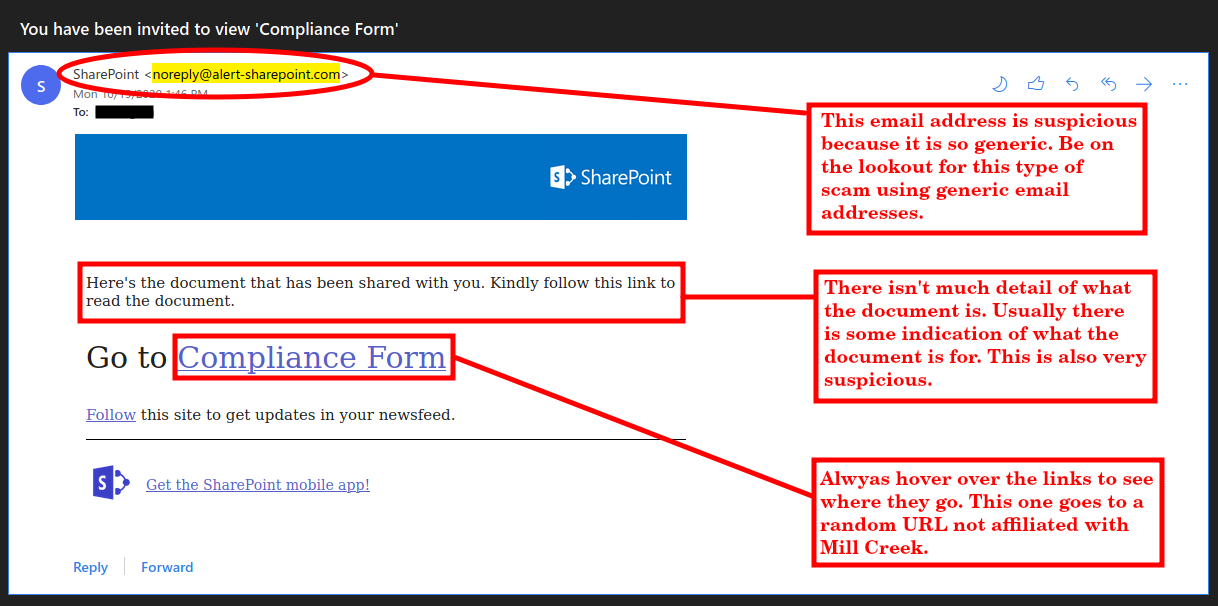 You have been invited to view 'Compliance Form'
S
SharePoint <noreply@alert-sharepoint.com>
Mon 10/19/2020 1:46 PM
To:
SharePoint
This email address is suspicious
because it is so generic. Be on
the lookout for this type of
scam using generic email
addresses.
Here's the document that has been shared with you. Kindly follow this link to
read the document.
There isn't much detail of what
the document is. Usually there
is some indication of what the
document is for. This is also very
suspicious.
Go to Compliance Form
Follow this site to get updates in your newsfeed.
Get the SharePoint mobile app!
Alwyas hover over the links to see
where they go. This one goes to a
random URL not affiliated with
Mill Creek.
Reply
Forward